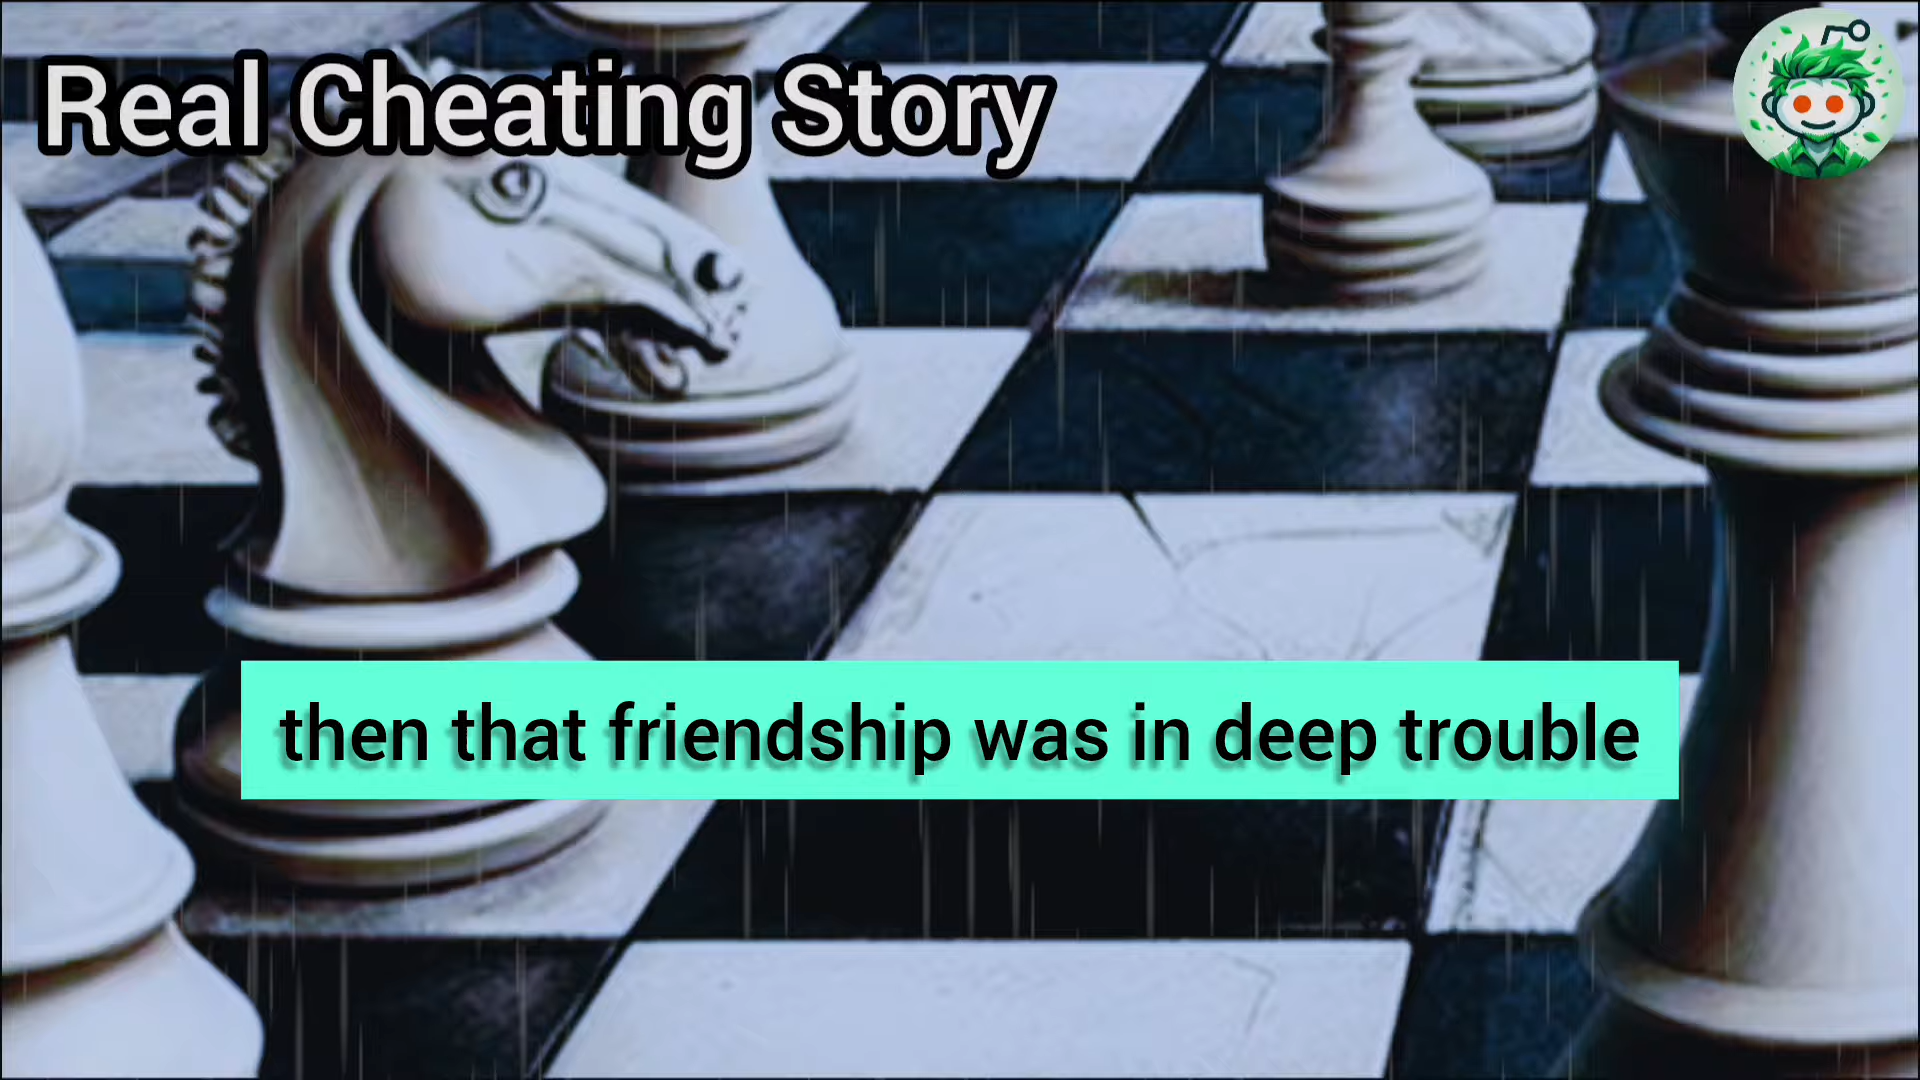 Real Cheating Story
then that friendship was in deep trouble